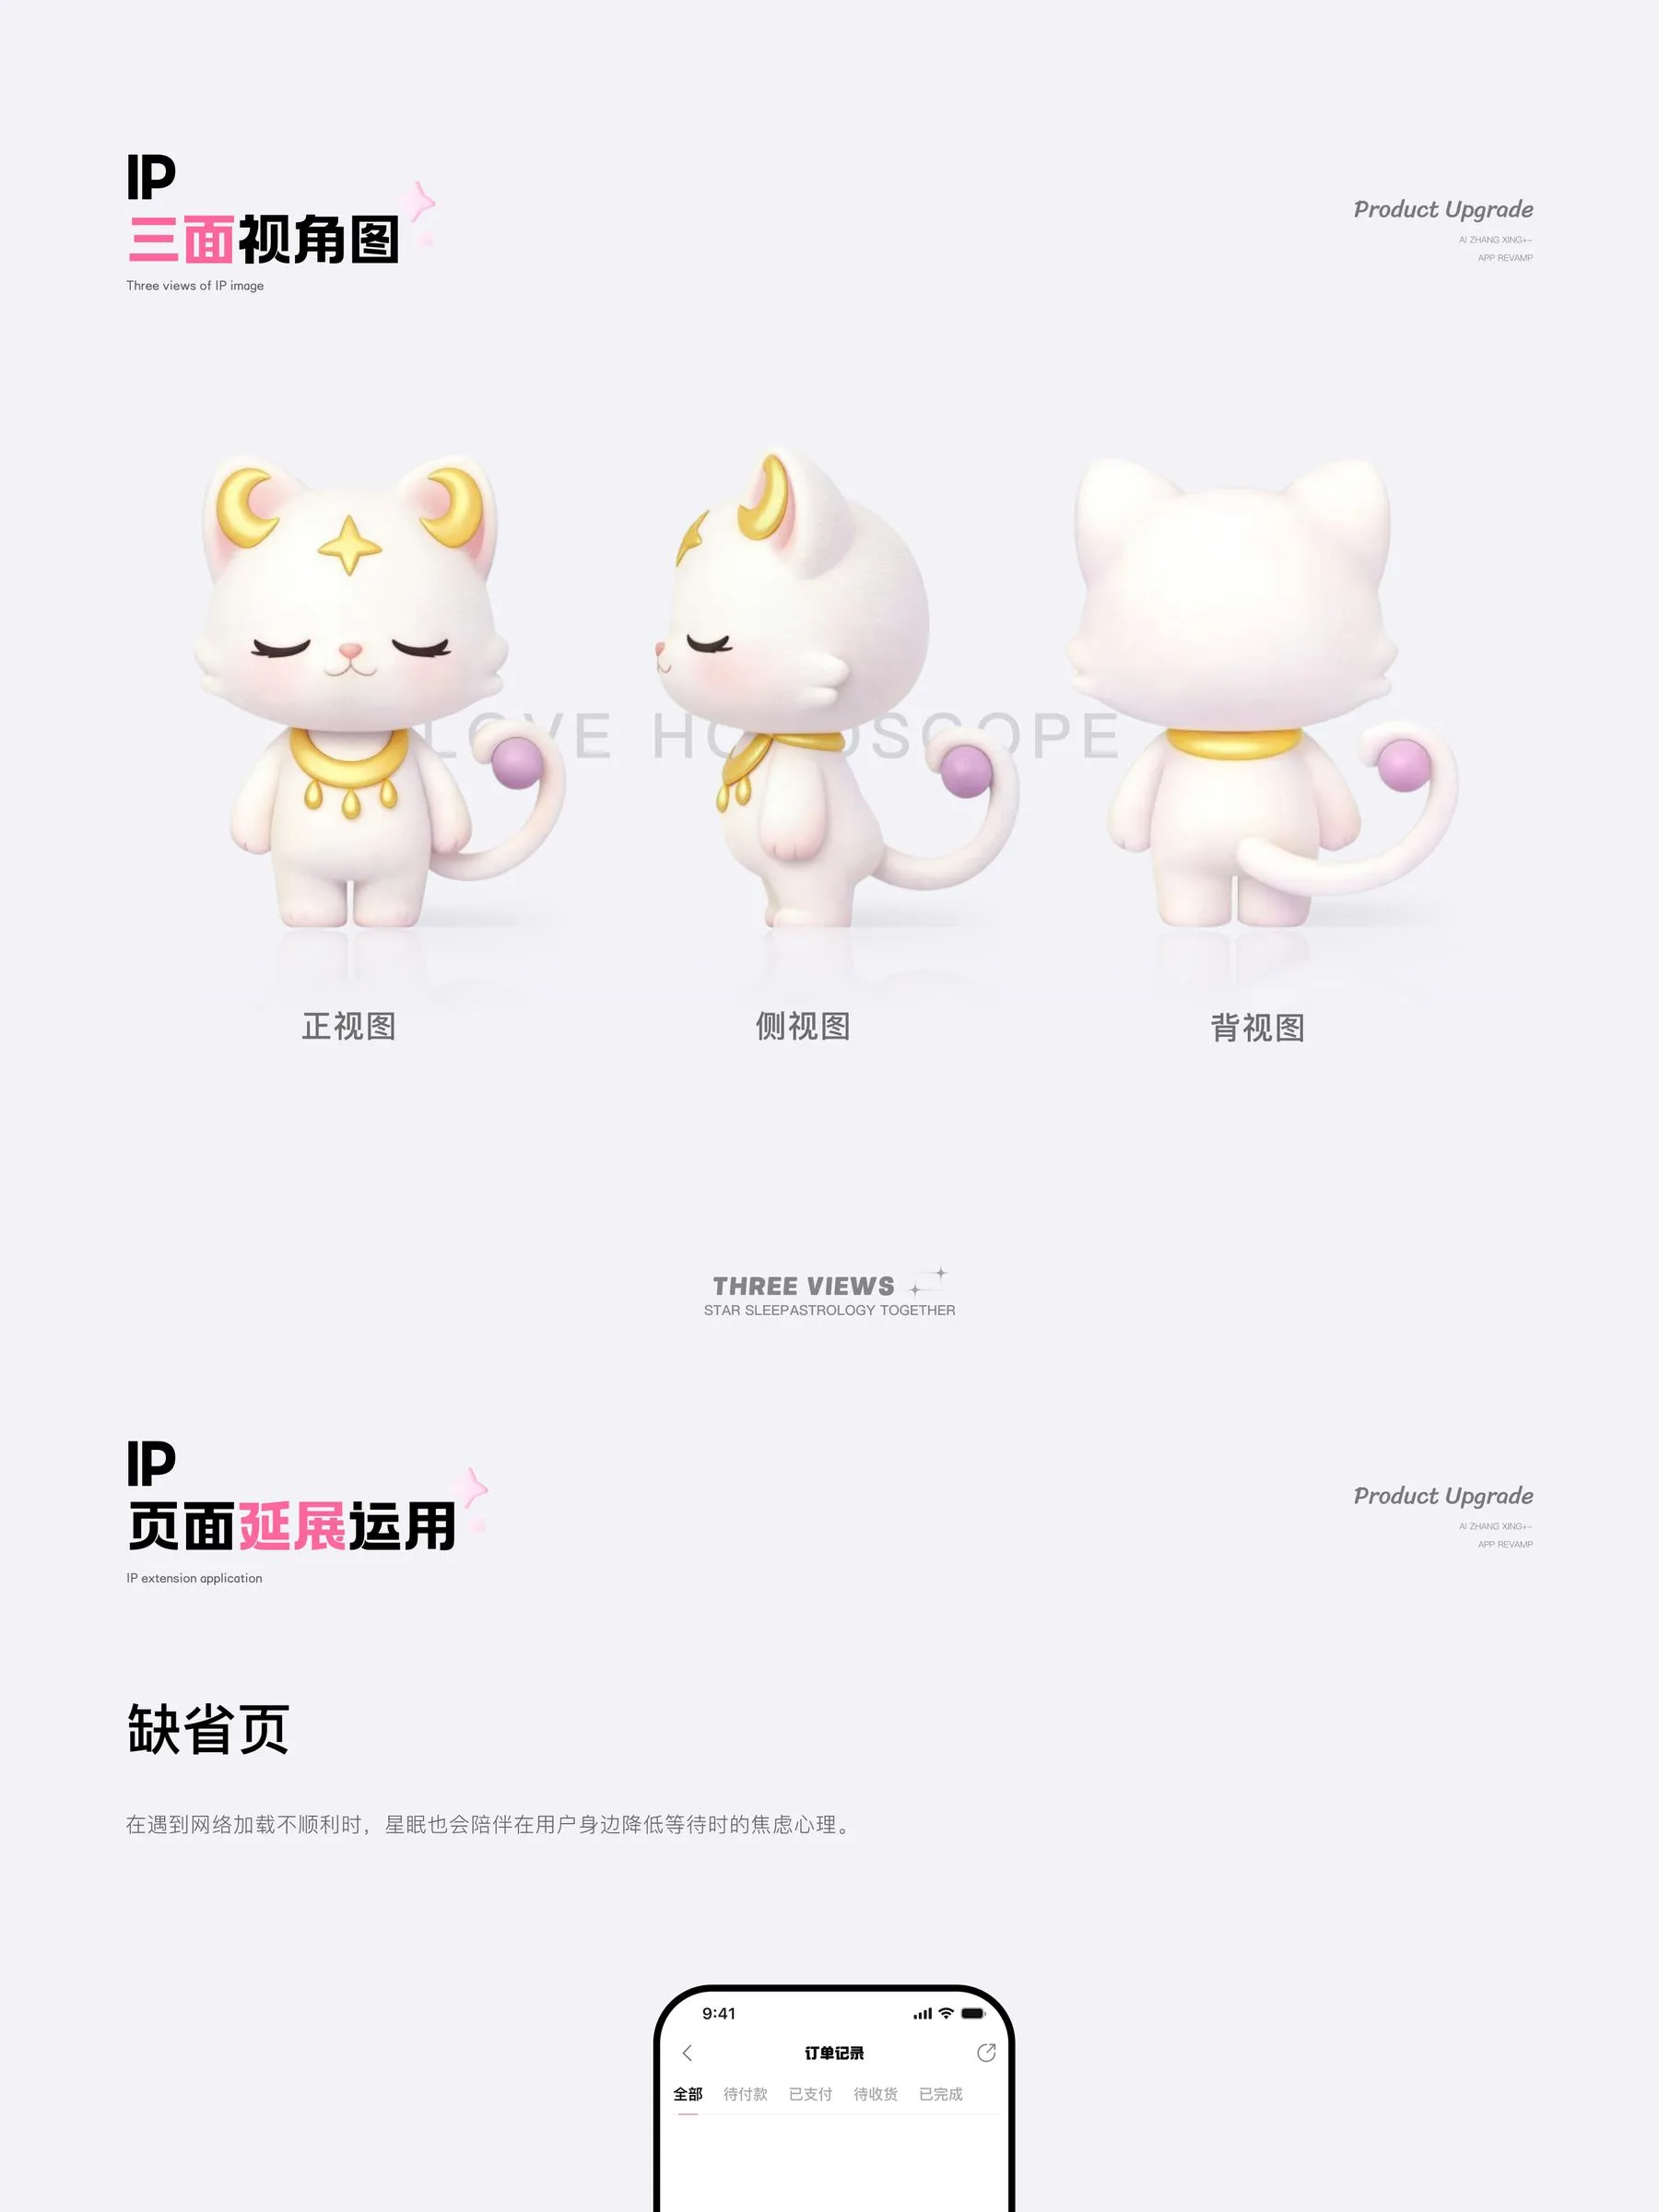 IP
三面视角图
Three views of IP image
Product Upgrade
AI ZHANG XING+~
APP REVAMP
LOVE HOROSCOPE
正视图
侧视图
背视图
THREE VIEWS
STAR SLEEPASTROLOGY TOGETHER
IP
页面延展运用
IP extension application
Product Upgrade
AI ZHANG XING+~
APP REVAMP
缺省页
在遇到网络加载不顺利时，星眠也会陪伴在用户身边降低等待时的焦虑心理。
9:41
订单记录
全部 待付款 已支付 待收货 已完成